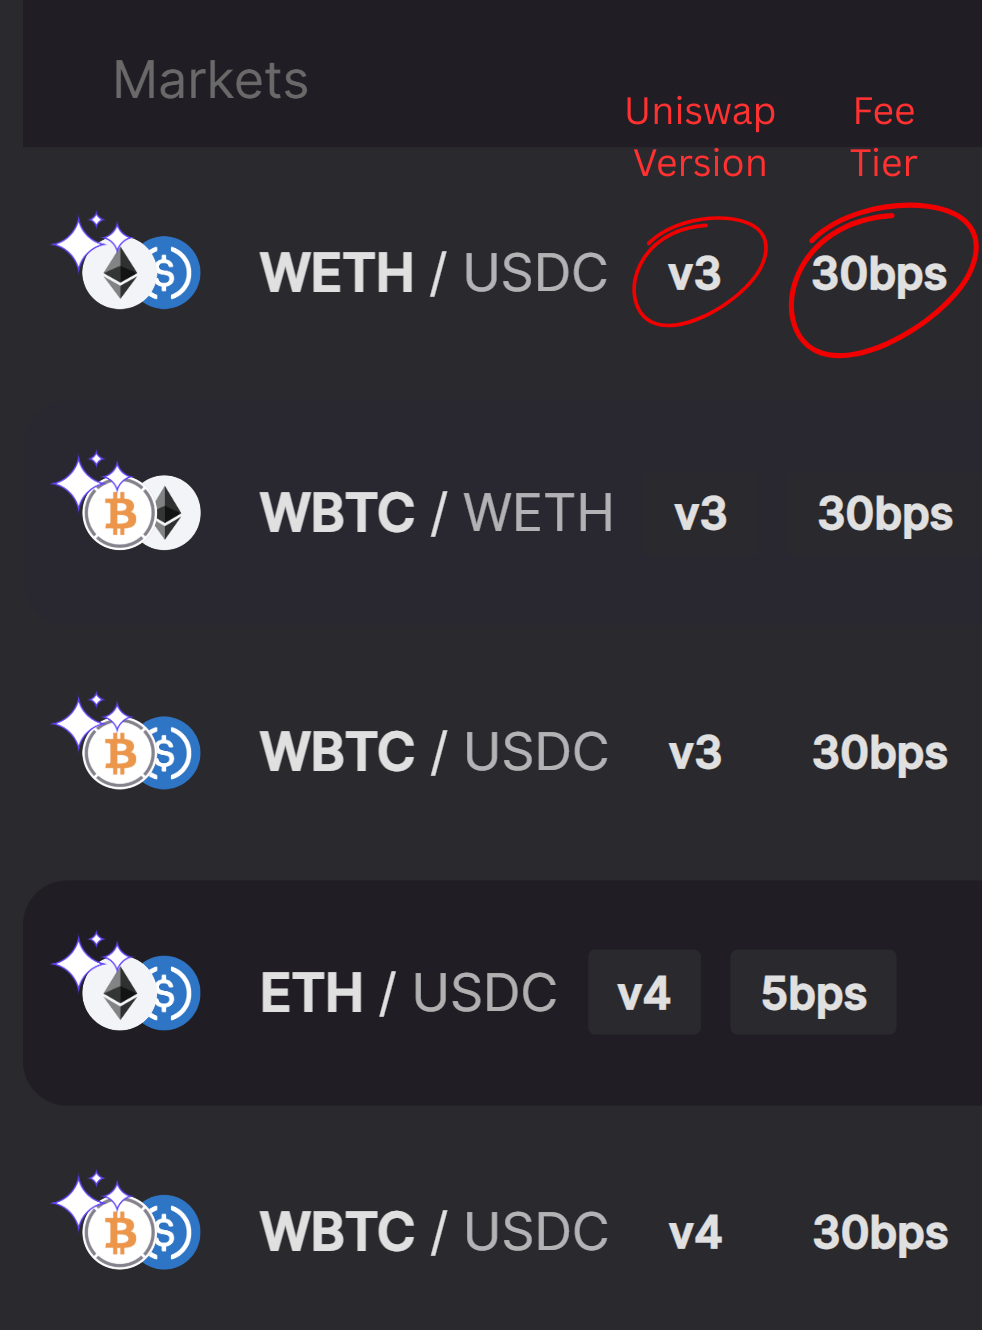 Markets
Uniswap Version
Fee Tier
WETH / USDC v3 30bps
WBTC / WETH v3 30bps
WBTC / USDC v3 30bps
ETH / USDC v4 5bps
WBTC / USDC v4 30bps